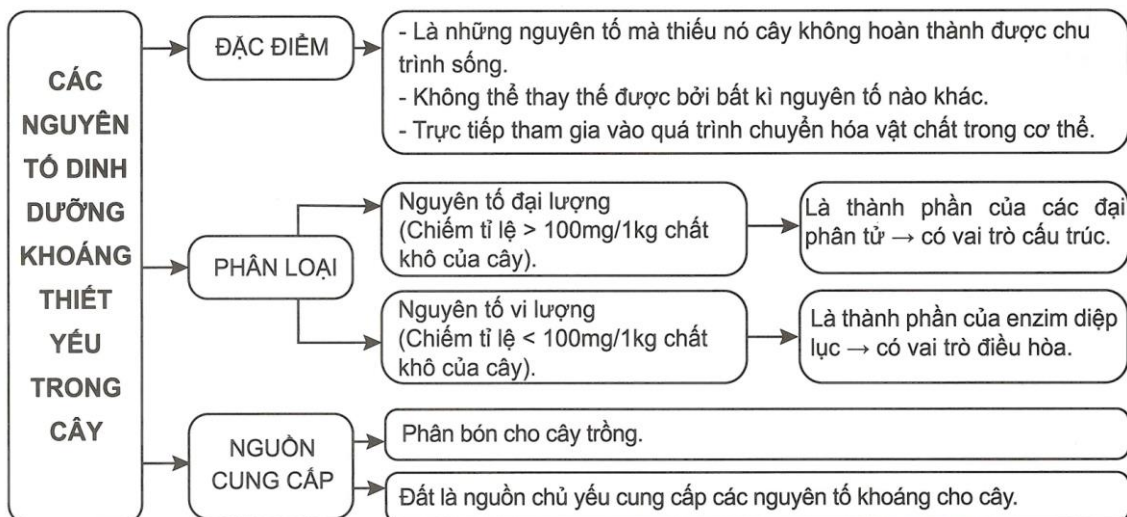 CÁC
NGUYÊN
TỐ DINH
DƯỠNG
KHOÁNG
THIẾT
YẾU
TRONG
CÂY
ĐẶC ĐIỂM
- Là những nguyên tố mà thiếu nó cây không hoàn thành được chu
trình sống.
- Không thể thay thế được bởi bất kì nguyên tố nào khác.
- Trực tiếp tham gia vào quá trình chuyển hóa vật chất trong cơ thể.
PHÂN LOẠI
Nguyên tố đại lượng
(Chiếm tỉ lệ > 100mg/1kg chất
khô của cây).
Là thành phần của các đại
phân tử → có vai trò cấu trúc.
Nguyên tố vi lượng
(Chiếm tỉ lệ < 100mg/1kg chất
khô của cây).
Là thành phần của enzim diệp
lục → có vai trò điều hòa.
NGUỒN
CUNG CẤP
Phân bón cho cây trồng.
Đất là nguồn chủ yếu cung cấp các nguyên tố khoáng cho cây.